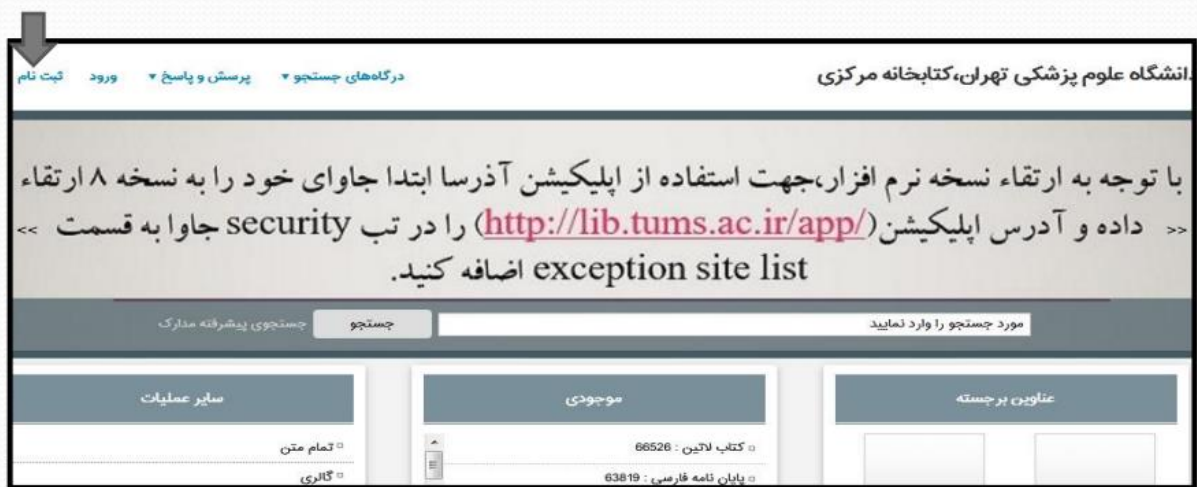 دانشگاه علوم پزشکی تهران،کتابخانه مرکزی
درگاه‌های جستجو ▾ پرسش و پاسخ ▾ ورود ثبت نام
با توجه به ارتقاء نسخه نرم افزار،جهت استفاده از اپلیکیشن آذرسا ابتدا جاوای خود را به نسخه ۸ ارتقاء
داده و آدرس اپلیکیشن(http://lib.tums.ac.ir/app/) را در تب security جاوا به قسمت
exception site list اضافه کنید.
مورد جستجو را وارد نمایید جستجو جستجوی پیشرفته مدارک
عناوین برجسته
موجودی
کتاب لاتین : 66526
پایان نامه فارسی : 63819
سایر عملیات
تمام متن
گالری